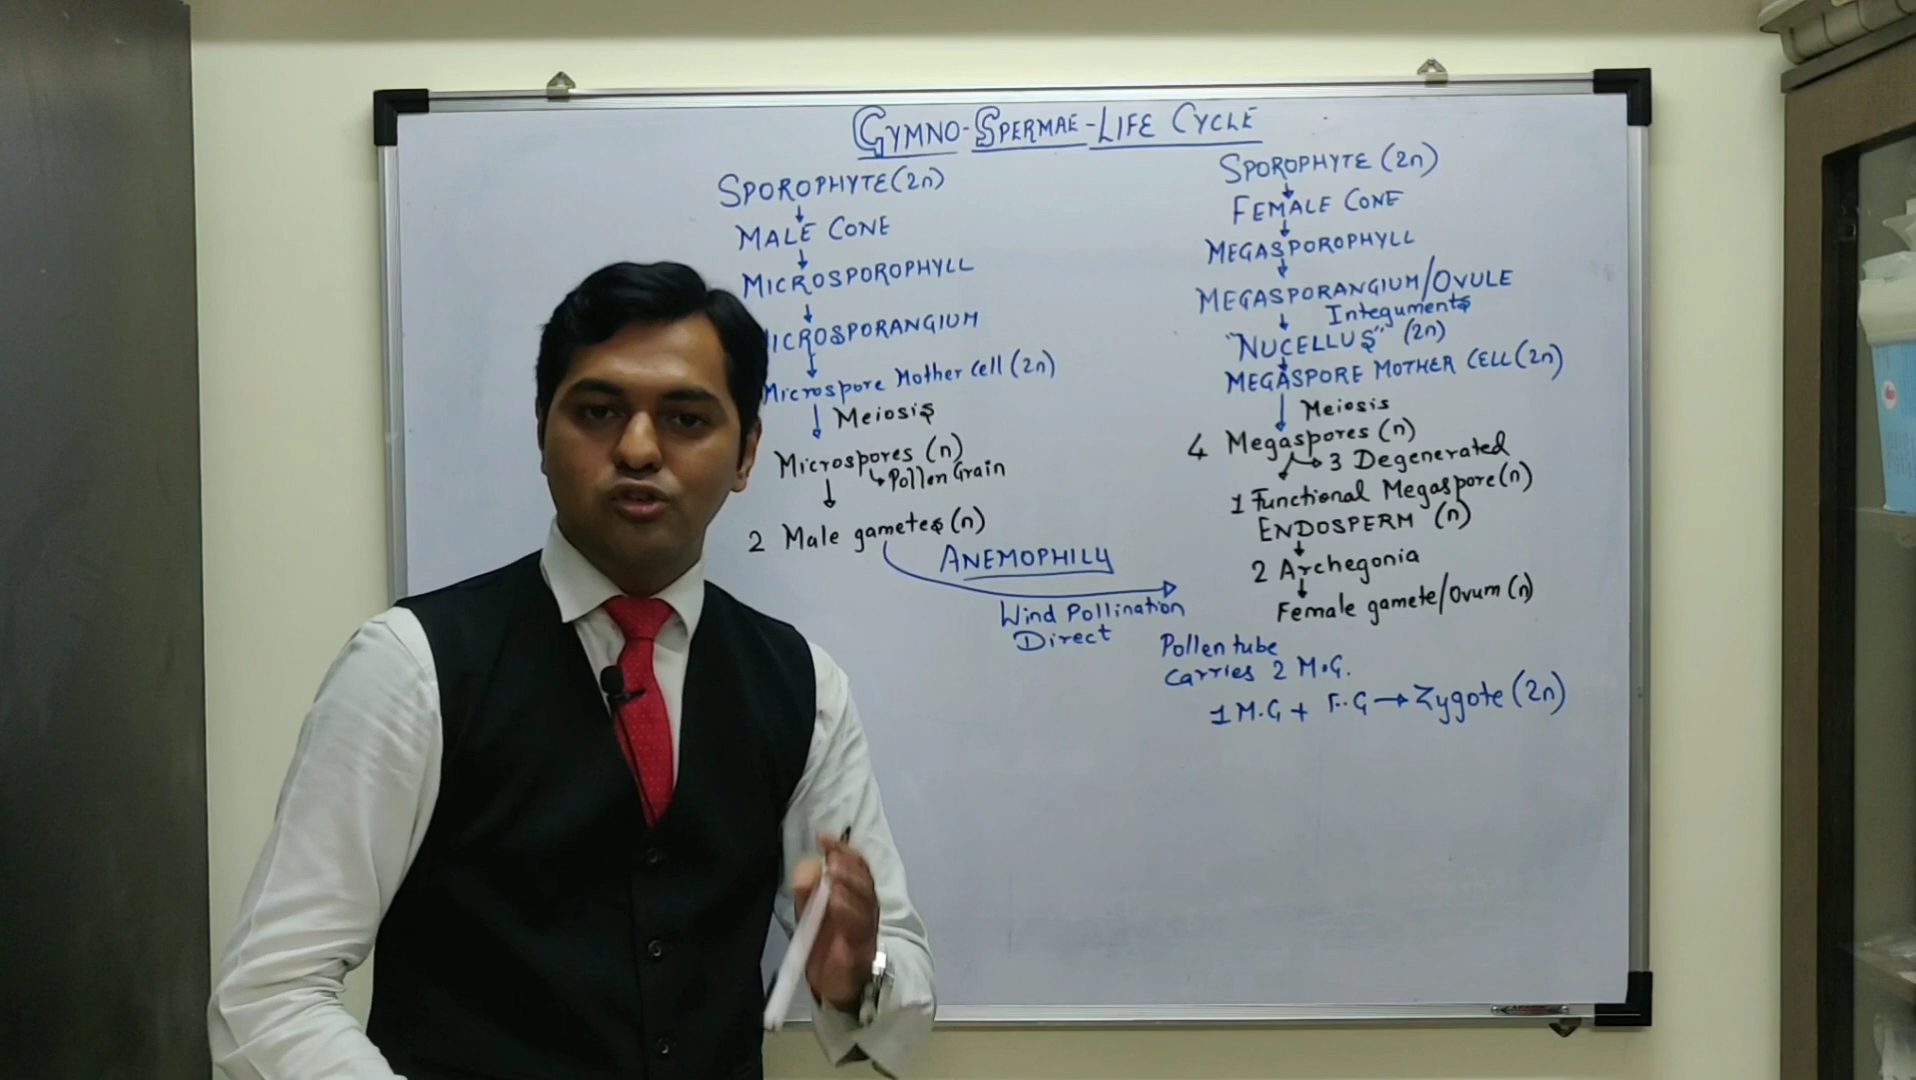 GYMNO-SPERMAE-LIFE CYCLE
SPOROPHYTE (2n)
MALE CONE
MICROSPOROPHYLL
ICROSPORANGIUM
Microspore Mother cell (2n)
Meiosis
Microspores (n)
Pollen Grain
2 Male gametes (n)
ANEMOPHILY
Wind Pollination
Direct
SPOROPHYTE (2n)
FEMALE CONE
MEGASPOROPHYLL
MEGASPORANGIUM/OVULE
Integuments
"NUCELLUS" (2n)
MEGASPORE MOTHER CELL (2n)
Meiosis
4 Megaspores (n)
3 Degenerated
1 Functional Megaspore (n)
ENDOSPERM (n)
2 Archegonia
Female gamete/Ovum (n)
Pollen tube
carries 2 M.G.
1 M.G + F.G → Zygote (2n)